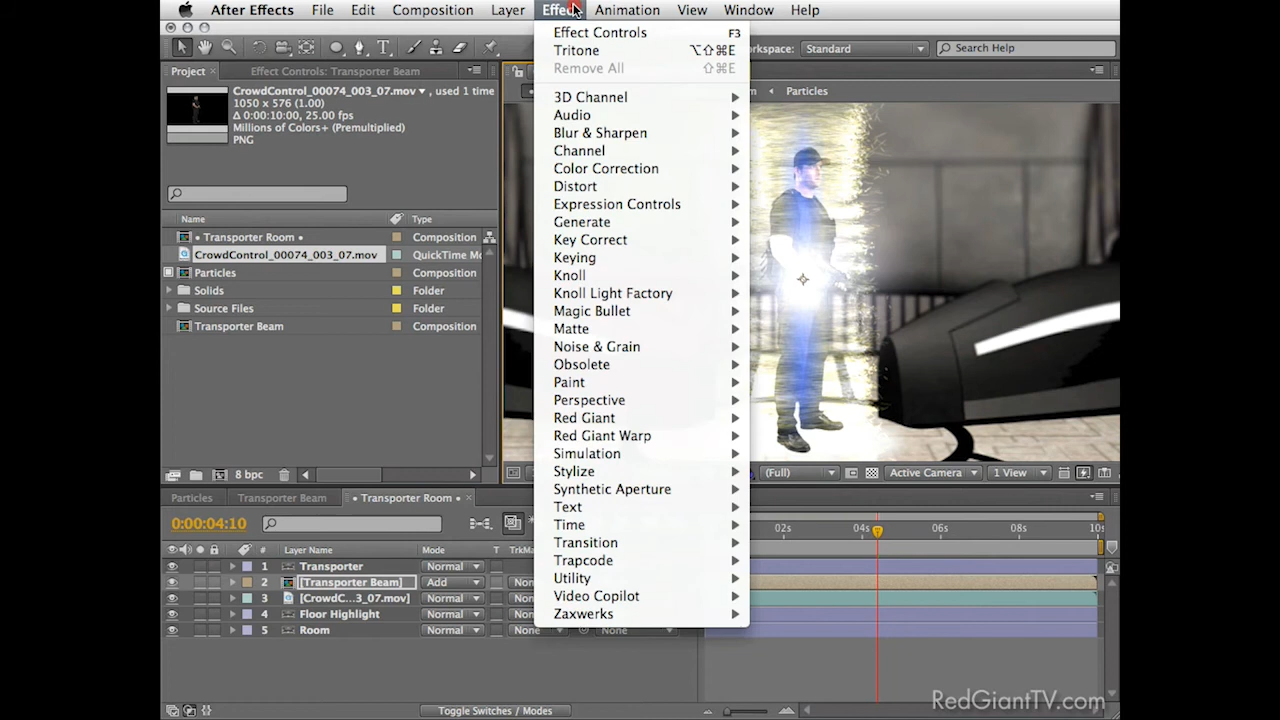 After Effects File Edit Composition Layer Effect Animation View Window Help
Effect Controls F3
Tritone ⌥⇧⌘E
Remove All ⇧⌘E
3D Channel
Audio
Blur & Sharpen
Channel
Color Correction
Distort
Expression Controls
Generate
Key Correct
Keying
Knoll
Knoll Light Factory
Magic Bullet
Matte
Noise & Grain
Obsolete
Paint
Perspective
Red Giant
Red Giant Warp
Simulation
Stylize
Synthetic Aperture
Text
Time
Transition
Trapcode
Utility
Video Copilot
Zaxwerks
Standard
Search Help
Project Effect Controls: Transporter Beam
CrowdControl_00074_003_07.mov ▾, used 1 time
1050 x 576 (1.00)
Δ 0:00:10:00, 25.00 fps
Millions of Colors+ (Premultiplied)
PNG
Particles
Name Type
• Transporter Room • Composition
CrowdControl_00074_003_07.mov QuickTime Mo
Particles Composition
Solids Folder
Source Files Folder
Transporter Beam Composition
8 bpc
(Full) Active Camera 1 View
Particles Transporter Beam • Transporter Room •
0:00:04:10
02s 04s 06s 08s 10s
# Layer Name Mode T TrkMa
1 Transporter Normal
2 [Transporter Beam] Add
3 [CrowdC...3_07.mov] Normal
4 Floor Highlight Normal
5 Room Normal None None
Toggle Switches / Modes
RedGiantTV.com